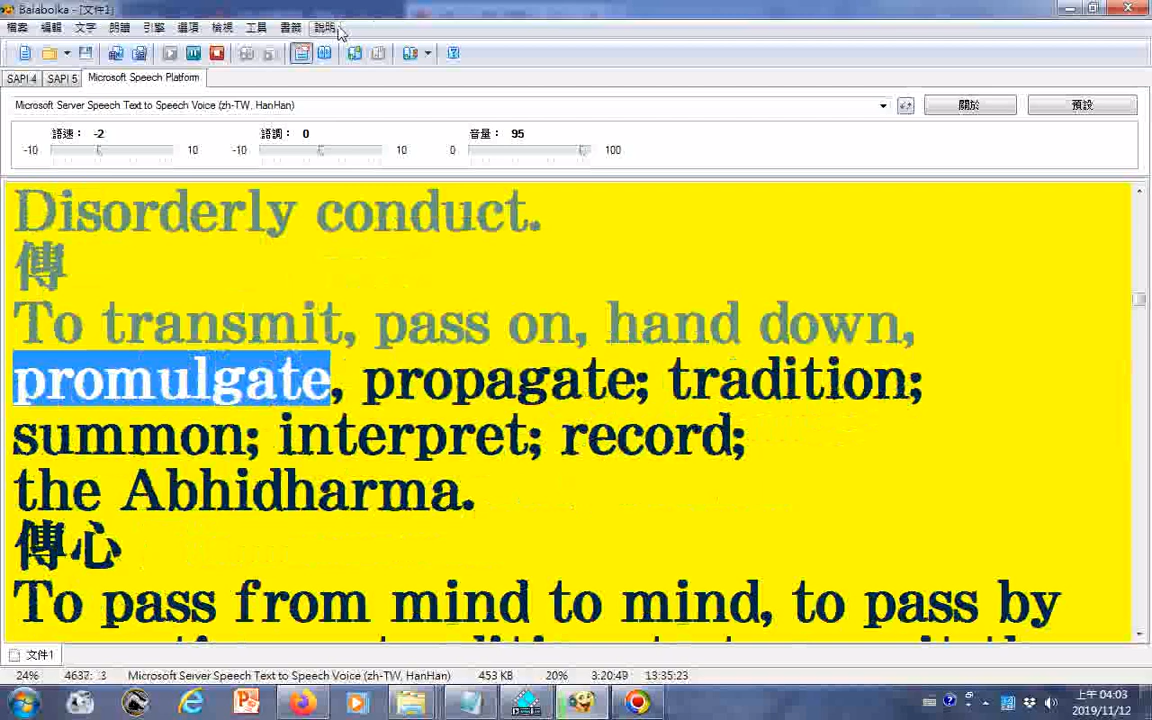 Balabolka - [文件1]
檔案 編輯 文字 朗讀 引擎 選項 檢視 工具 書籤 說明
SAPI 4 SAPI 5 Microsoft Speech Platform
Microsoft Server Speech Text to Speech Voice (zh-TW, HanHan) 關於 預設
語速： -2 語調： 0 音量： 95
-10 10 -10 10 0 100
Disorderly conduct.
傳
To transmit, pass on, hand down,
promulgate, propagate; tradition;
summon; interpret; record;
the Abhidharma.
傳心
To pass from mind to mind, to pass by
文件1
24% 4637: 3 Microsoft Server Speech Text to Speech Voice (zh-TW, HanHan) 453 KB 20% 3:20:49 13:35:23
上午 04:03
2019/11/12